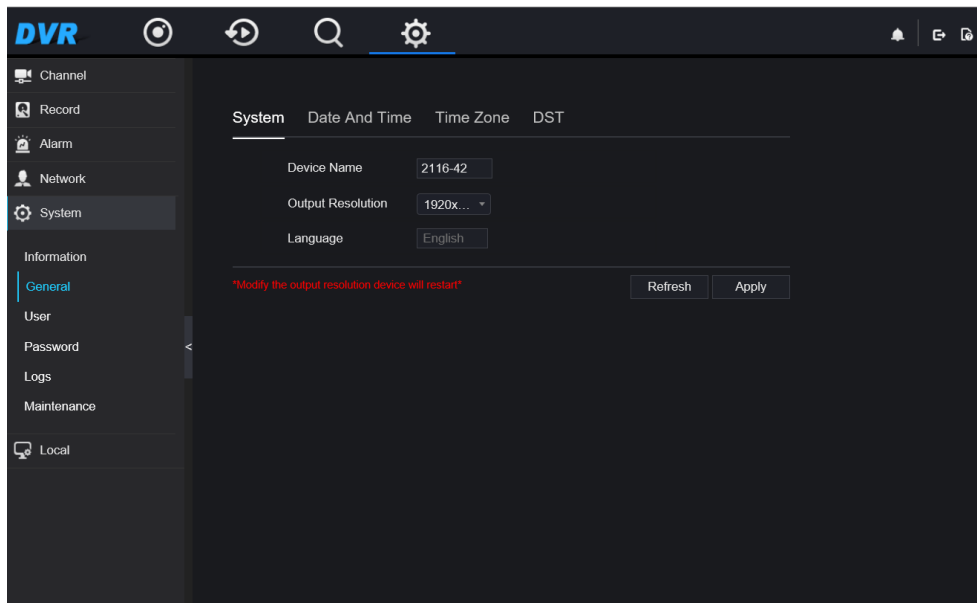 DVR
Channel
Record
Alarm
Network
System
Information
General
User
Password
Logs
Maintenance
Local
System Date And Time Time Zone DST
Device Name 2116-42
Output Resolution 1920x...
Language English
*Modify the output resolution device will restart*
Refresh Apply
<